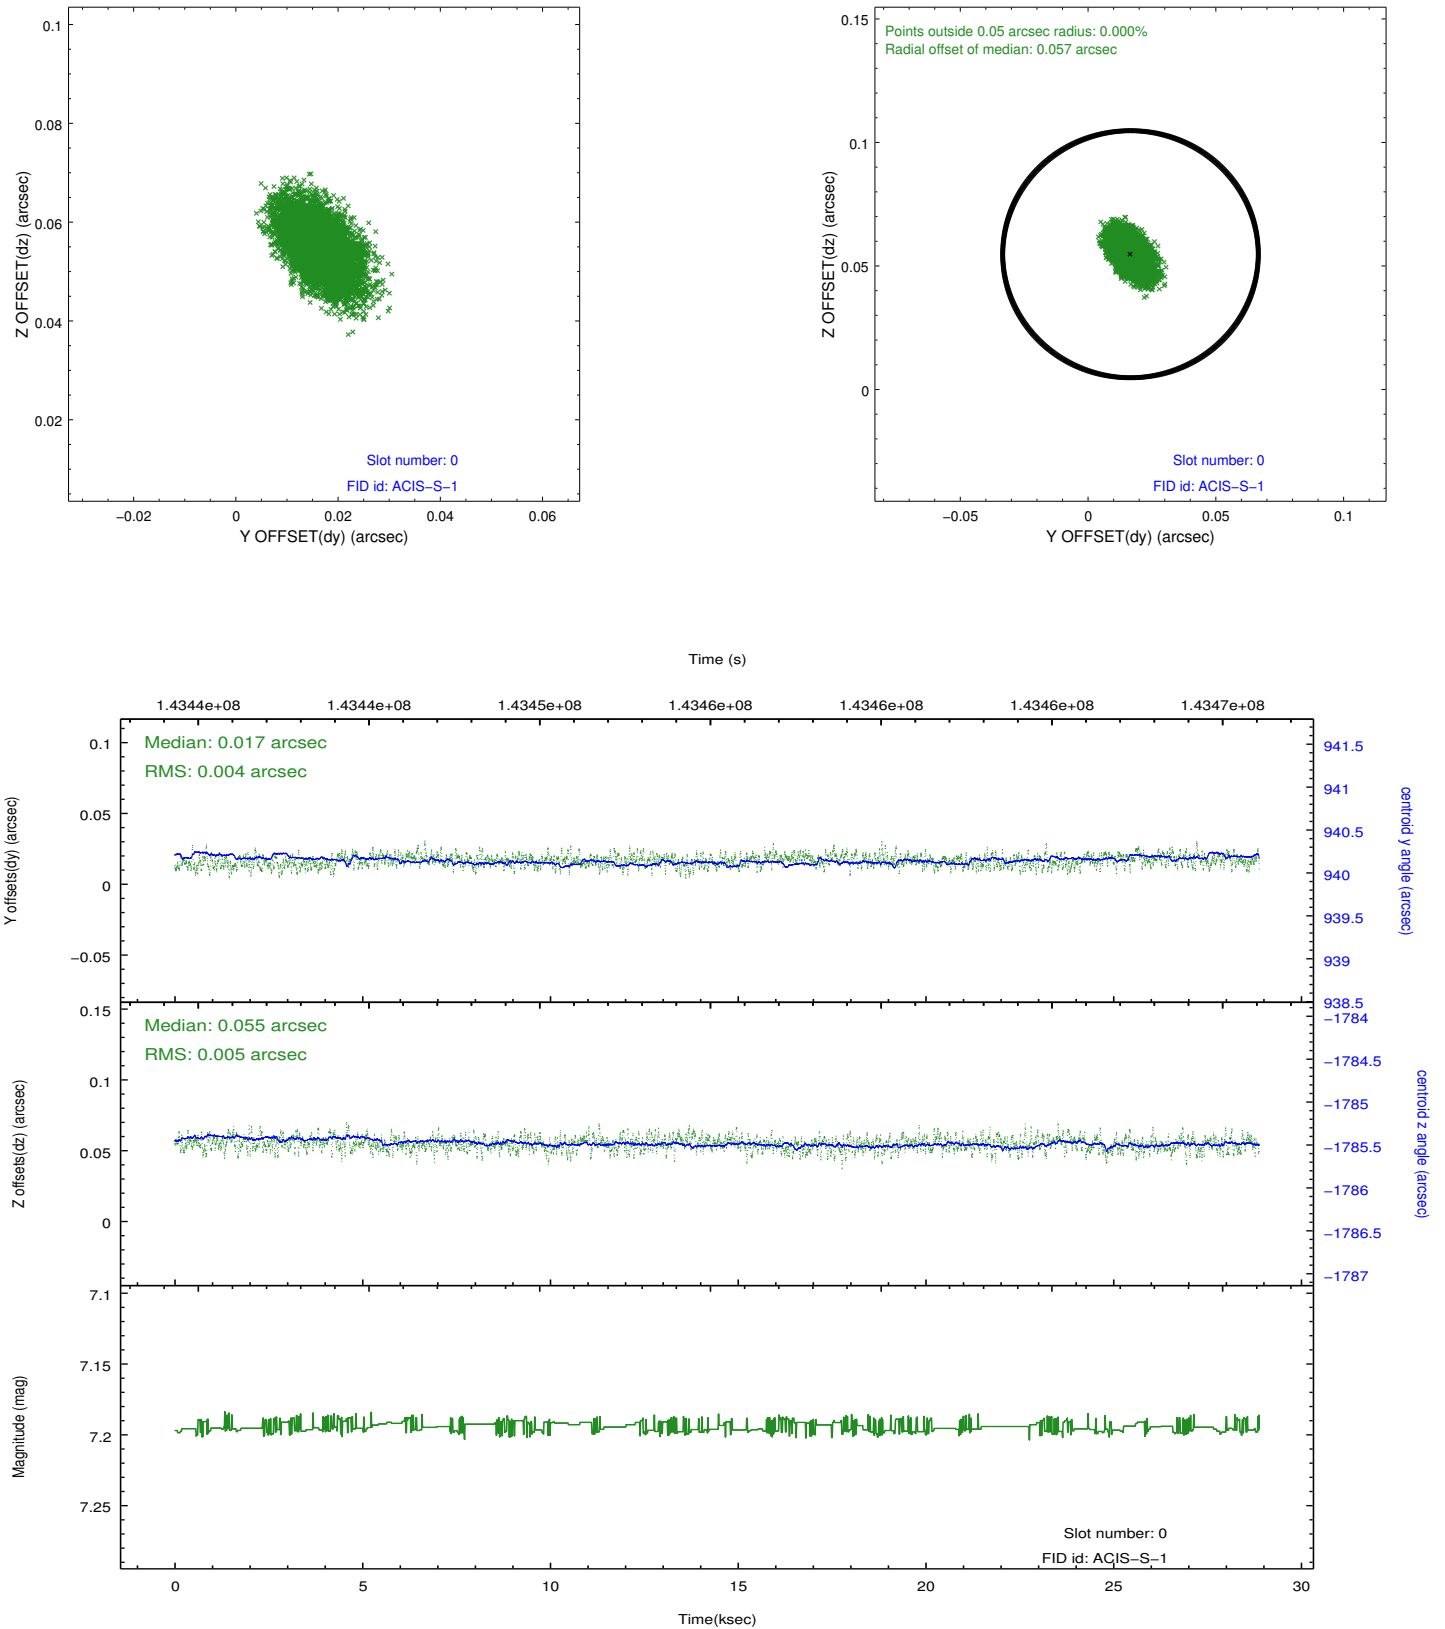 0.1
0.08
0.06
0.04
0.02
Z OFFSET(dz) (arcsec)
Slot number: 0
FID id: ACIS−S−1
−0.02 0 0.02 0.04 0.06
Y OFFSET(dy) (arcsec)
0.15
0.1
0.05
0
Z OFFSET(dz) (arcsec)
Points outside 0.05 arcsec radius: 0.000%
Radial offset of median: 0.057 arcsec
Slot number: 0
FID id: ACIS−S−1
−0.05 0 0.05 0.1
Y OFFSET(dy) (arcsec)
Time (s)
1.4344e+08 1.4344e+08 1.4345e+08 1.4346e+08 1.4346e+08 1.4346e+08 1.4347e+08
0.1
0.05
0
−0.05
Y offsets(dy) (arcsec)
Median: 0.017 arcsec
RMS: 0.004 arcsec
941.5
941
940.5
940
939.5
939
938.5
centroid y angle (arcsec)
0.15
0.1
0.05
0
Z offsets(dz) (arcsec)
Median: 0.055 arcsec
RMS: 0.005 arcsec
−1784
−1784.5
−1785
−1785.5
−1786
−1786.5
−1787
centroid z angle (arcsec)
7.1
7.15
7.2
7.25
Magnitude (mag)
Slot number: 0
FID id: ACIS−S−1
0 5 10 15 20 25 30
Time(ksec)